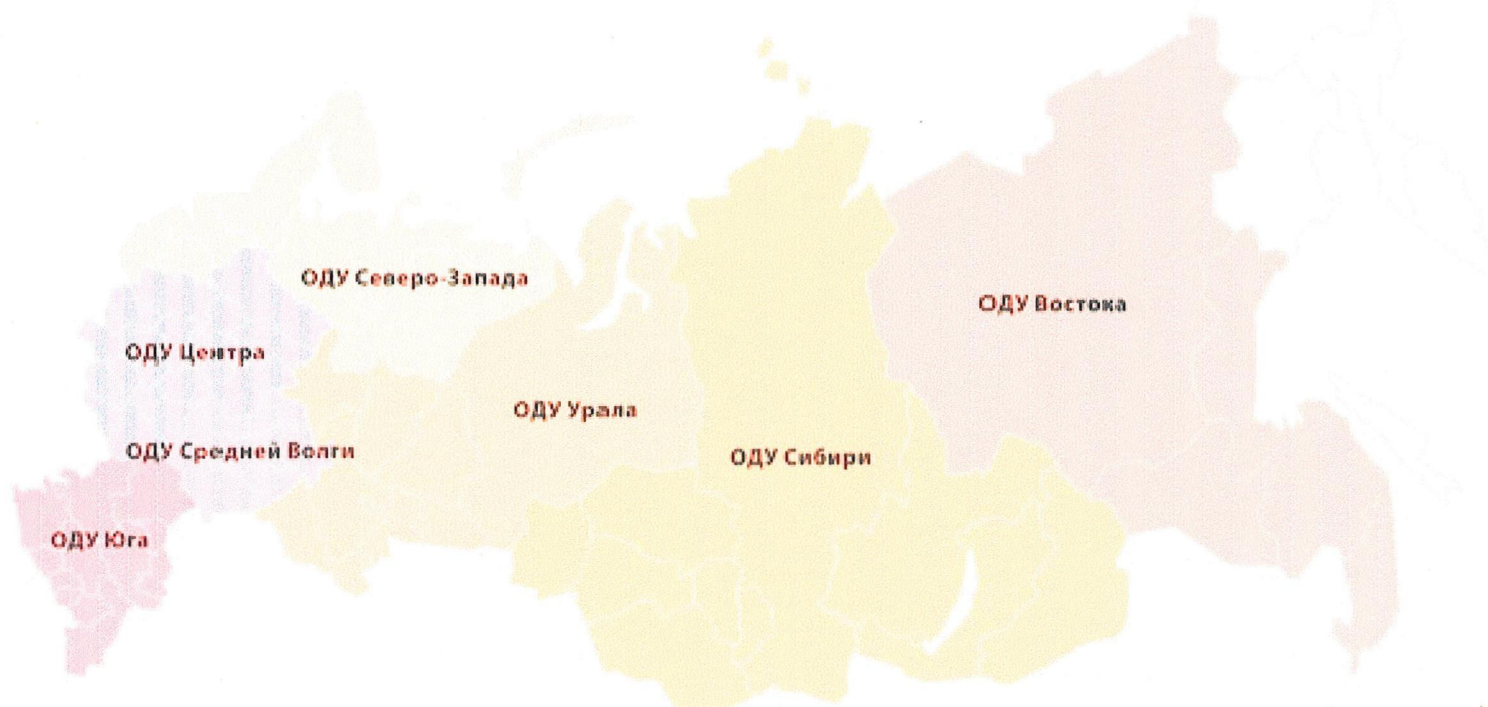 ОДУ Северо-Запада
ОДУ Востока
ОДУ Центра
ОДУ Урала
ОДУ Средней Волги
ОДУ Сибири
ОДУ Юга